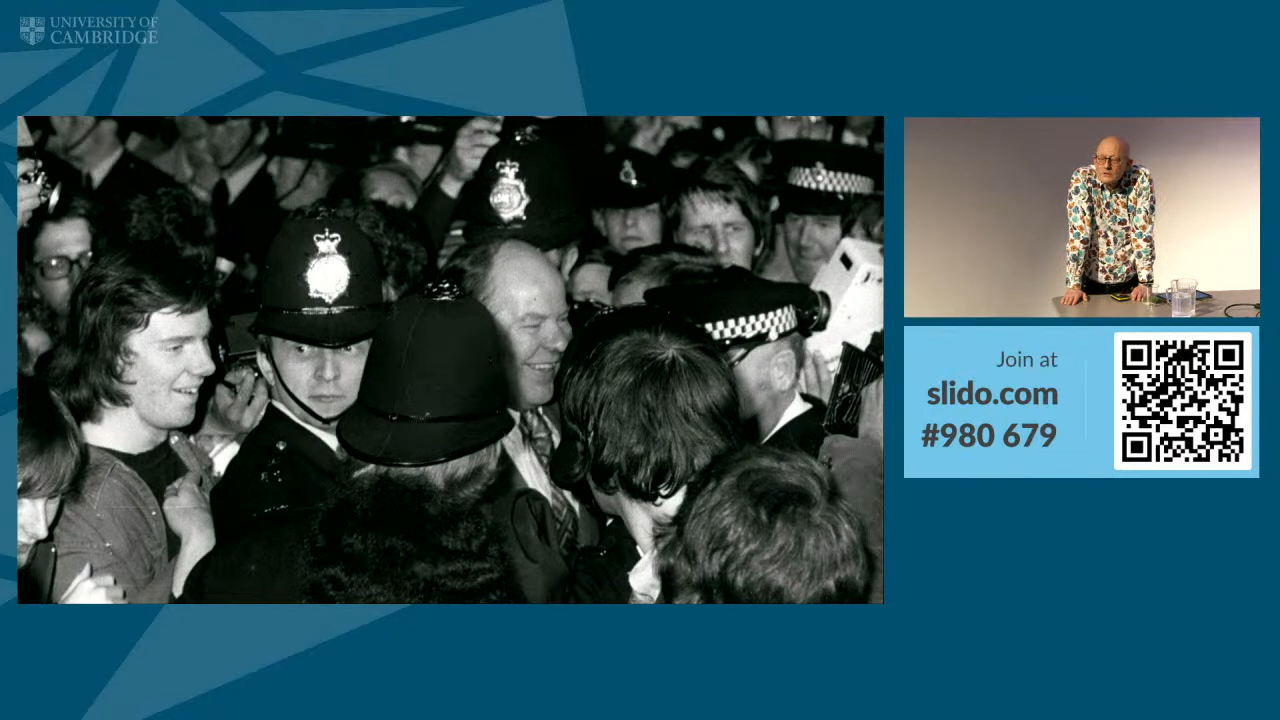 UNIVERSITY OF
CAMBRIDGE
Join at
slido.com
#980 679